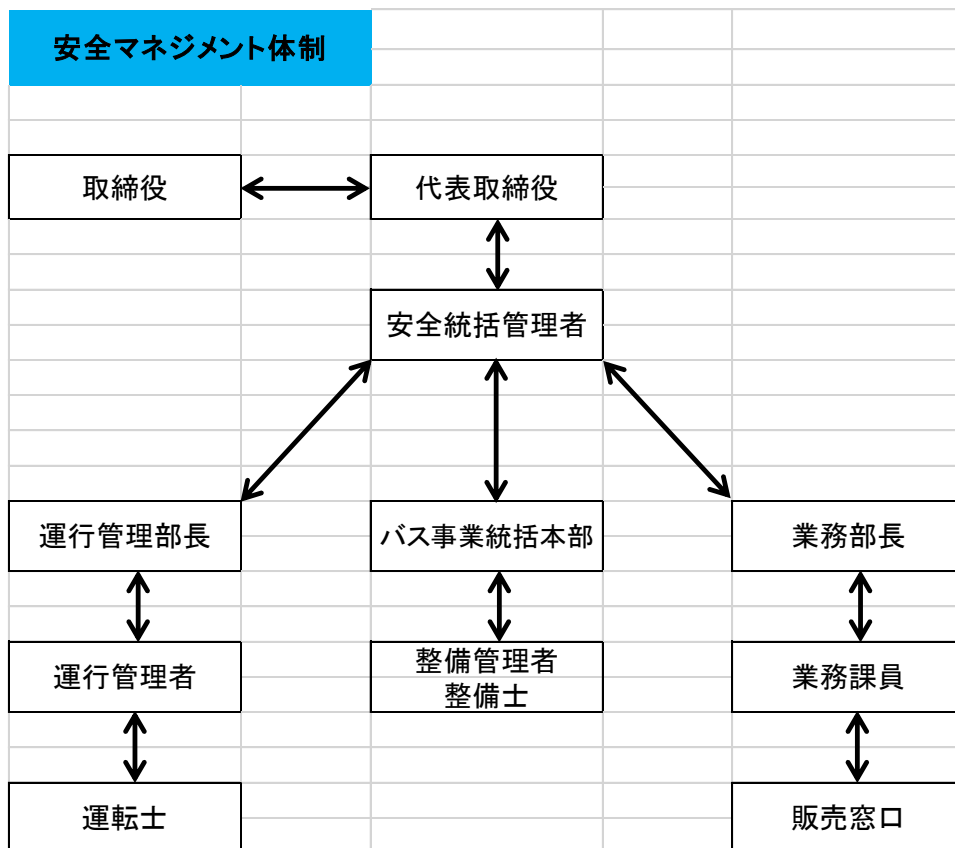 安全マネジメント体制
取締役
代表取締役
安全統括管理者
運行管理部長
バス事業統括本部
業務部長
運行管理者
整備管理者
整備士
業務課員
運転士
販売窓口